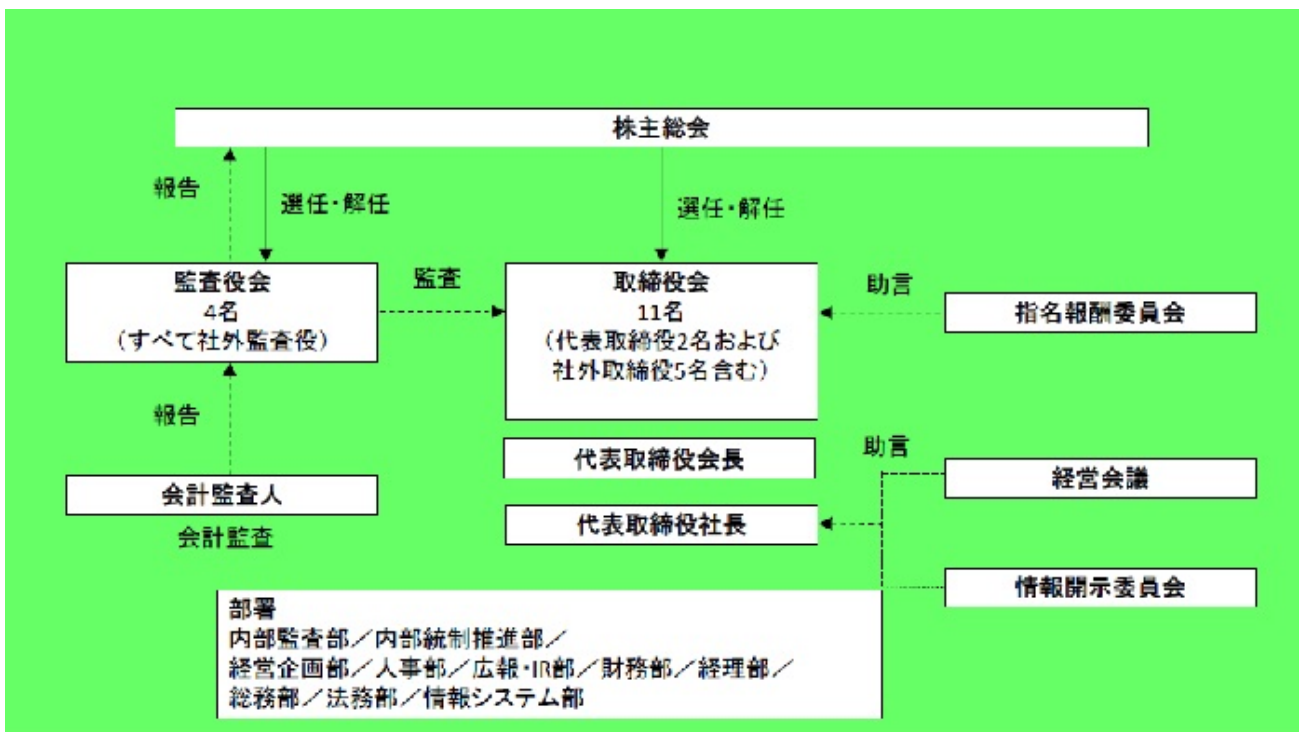 株主総会
報告
選任・解任
選任・解任
監査役会
4名
（すべて社外監査役）
監査
取締役会
11名
（代表取締役2名および
社外取締役5名含む）
助言
指名報酬委員会
報告
会計監査人
会計監査
代表取締役会長
代表取締役社長
助言
経営会議
情報開示委員会
部署
内部監査部／内部統制推進部／
経営企画部／人事部／広報・IR部／財務部／経理部／
総務部／法務部／情報システム部